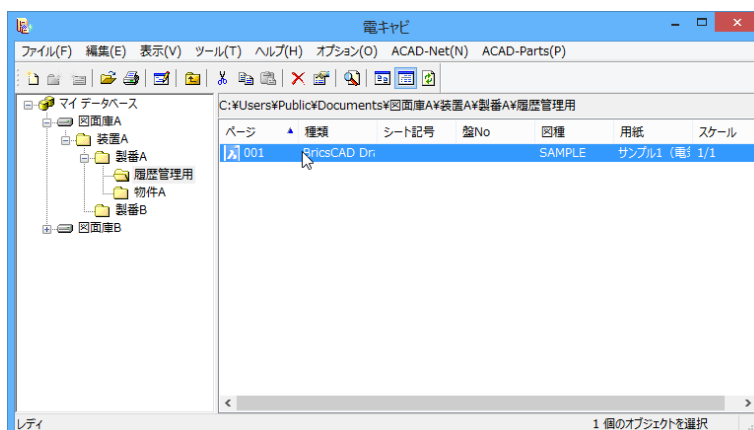 電キャビ
ファイル(F) 編集(E) 表示(V) ツール(T) ヘルプ(H) オプション(O) ACAD-Net(N) ACAD-Parts(P)
マイ データベース
図面庫A
装置A
製番A
履歴管理用
物件A
製番B
図面庫B
C:¥Users¥Public¥Documents¥図面庫A¥装置A¥製番A¥履歴管理用
ページ 種類 シート記号 盤No 図種 用紙 スケール
001 BricsCAD Dra SAMPLE サンプル1 (電気 1/1
レディ 1 個のオブジェクトを選択